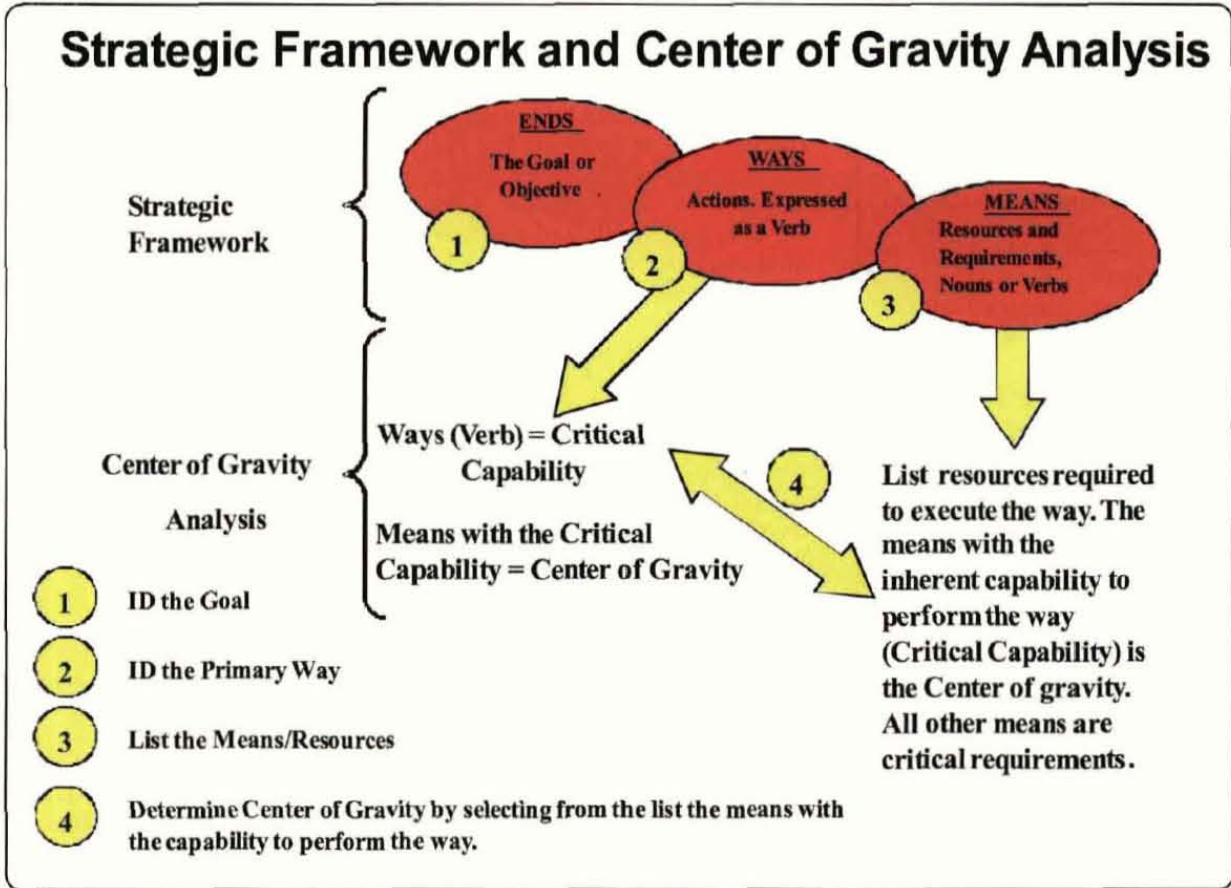 Strategic Framework and Center of Gravity Analysis
ENDS
The Goal or
Objective
WAYS
Actions. Expressed
as a Verb
MEANS
Resources and
Requirements,
Nouns or Verbs
Strategic
Framework
1
2
3
Center of Gravity
Analysis
Ways (Verb) = Critical
Capability
Means with the Critical
Capability = Center of Gravity
4
List resources required
to execute the way. The
means with the
inherent capability to
perform the way
(Critical Capability) is
the Center of gravity.
All other means are
critical requirements.
1 ID the Goal
2 ID the Primary Way
3 List the Means/Resources
4 Determine Center of Gravity by selecting from the list the means with
the capability to perform the way.